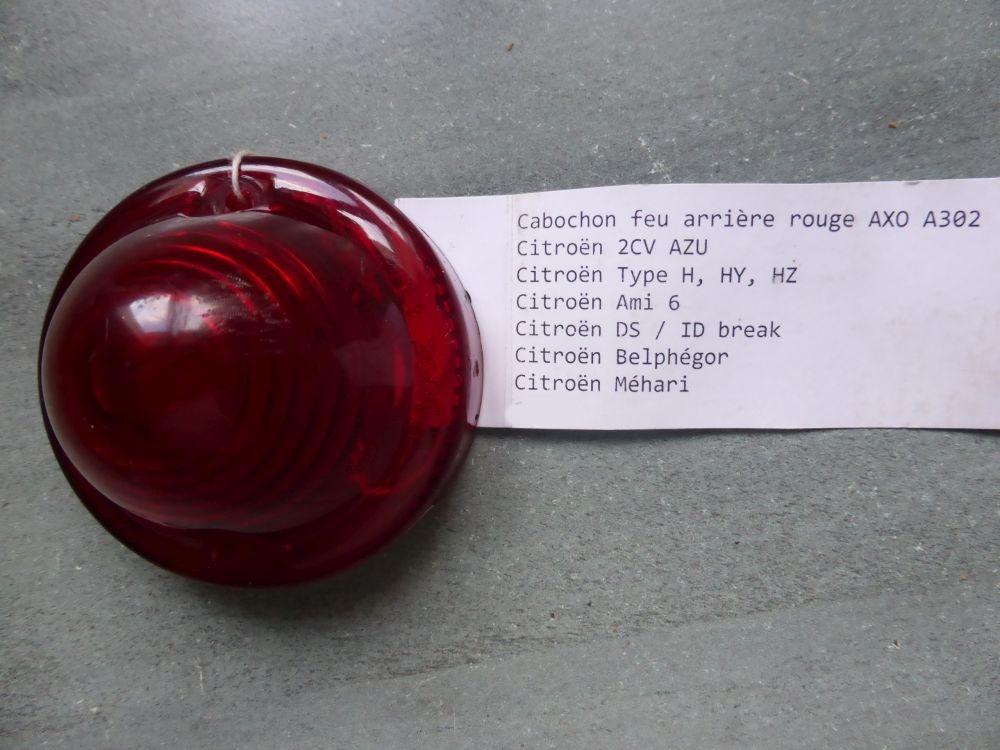 Cabochon feu arrière rouge AXO A302
Citroën 2CV AZU
Citroën Type H, HY, HZ
Citroën Ami 6
Citroën DS / ID break
Citroën Belphégor
Citroën Méhari